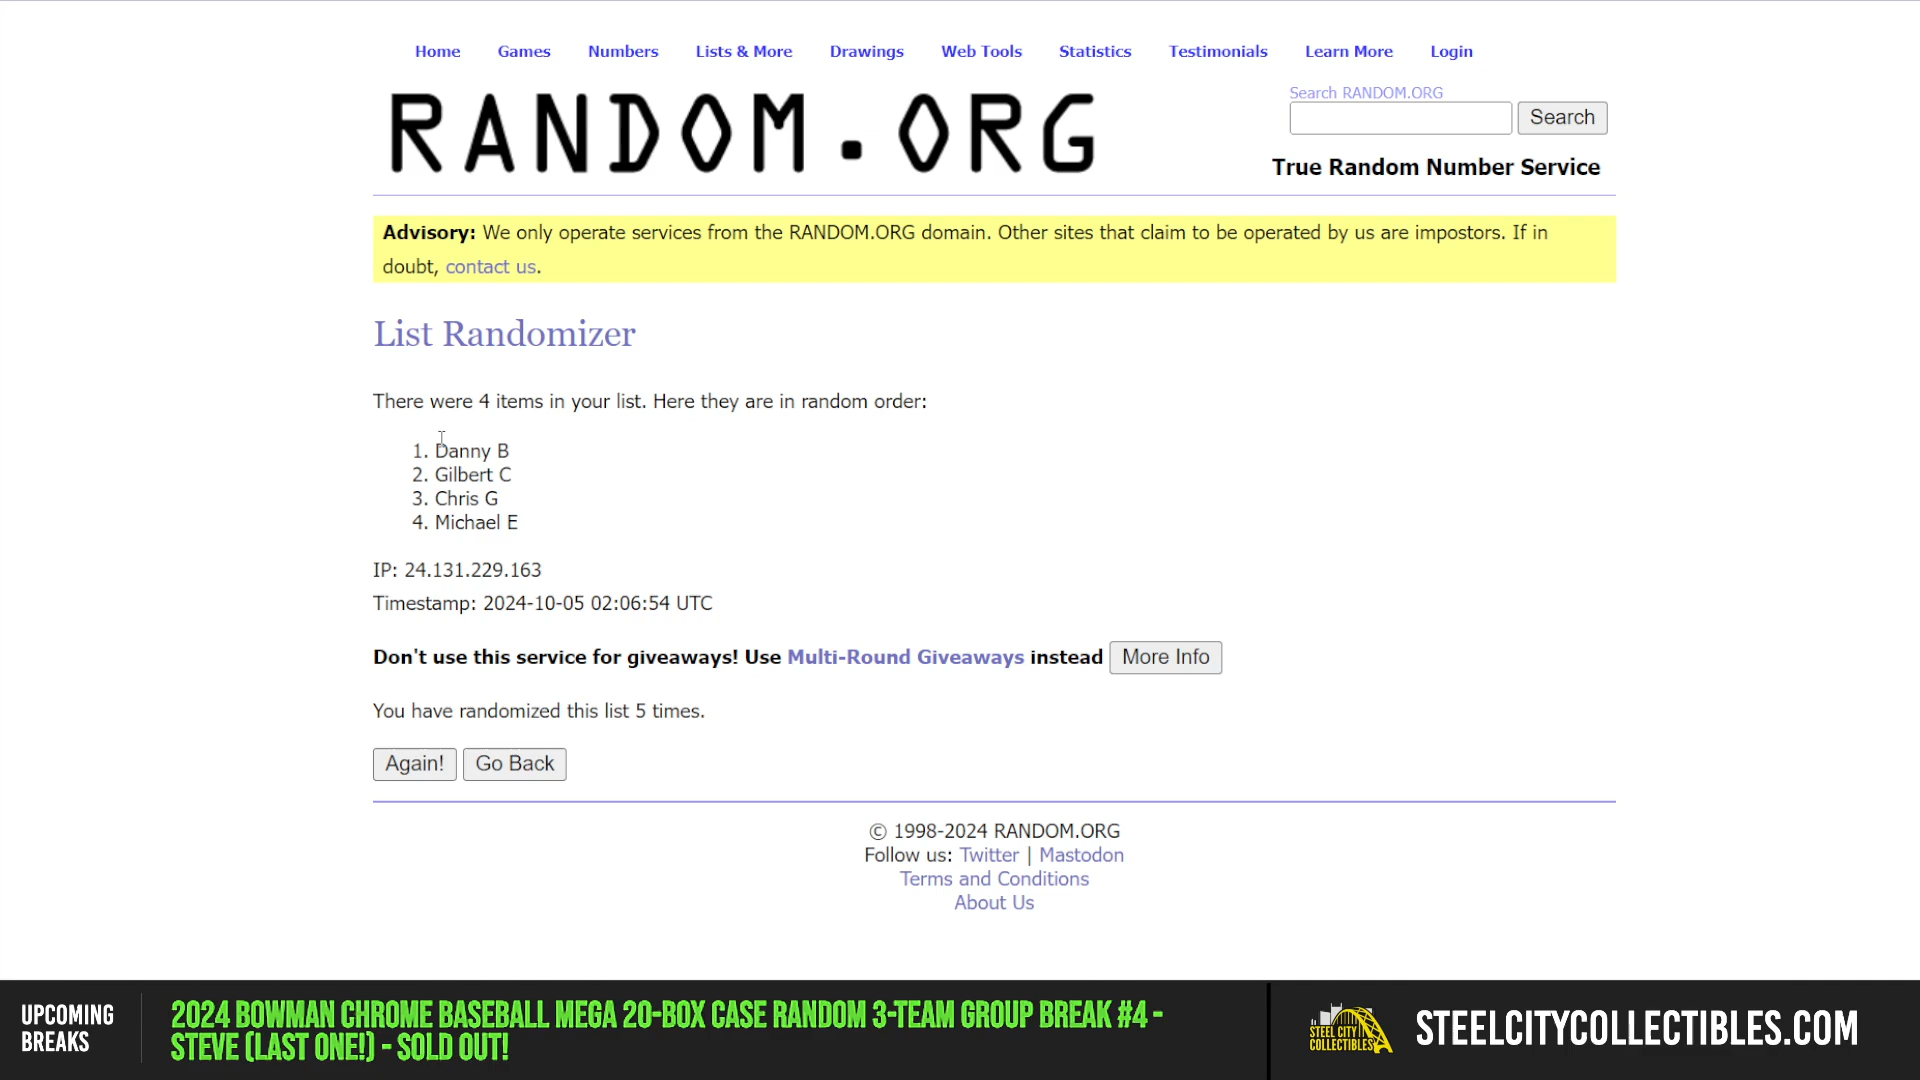 Home Games Numbers Lists & More Drawings Web Tools Statistics Testimonials Learn More Login
RANDOM.ORG
Search RANDOM.ORG
Search
True Random Number Service
Advisory: We only operate services from the RANDOM.ORG domain. Other sites that claim to be operated by us are impostors. If in
doubt, contact us.
List Randomizer
There were 4 items in your list. Here they are in random order:
1. Danny B
2. Gilbert C
3. Chris G
4. Michael E
IP: 24.131.229.163
Timestamp: 2024-10-05 02:06:54 UTC
Don't use this service for giveaways! Use Multi-Round Giveaways instead More Info
You have randomized this list 5 times.
Again! Go Back
© 1998-2024 RANDOM.ORG
Follow us: Twitter | Mastodon
Terms and Conditions
About Us
UPCOMING
BREAKS
2024 BOWMAN CHROME BASEBALL MEGA 20-BOX CASE RANDOM 3-TEAM GROUP BREAK #4 -
STEVE (LAST ONE!) - SOLD OUT!
STEEL CITY
COLLECTIBLES
STEELCITYCOLLECTIBLES.COM